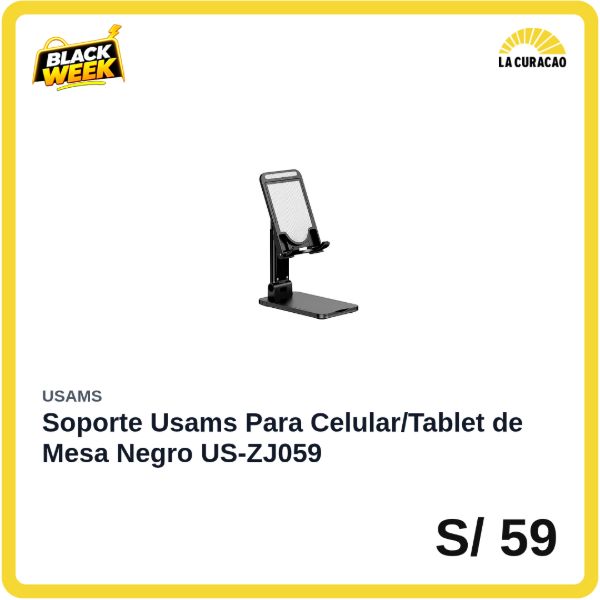 BLACK
WEEK
LA CURACAO
USAMS
Soporte Usams Para Celular/Tablet de
Mesa Negro US-ZJ059
S/ 59